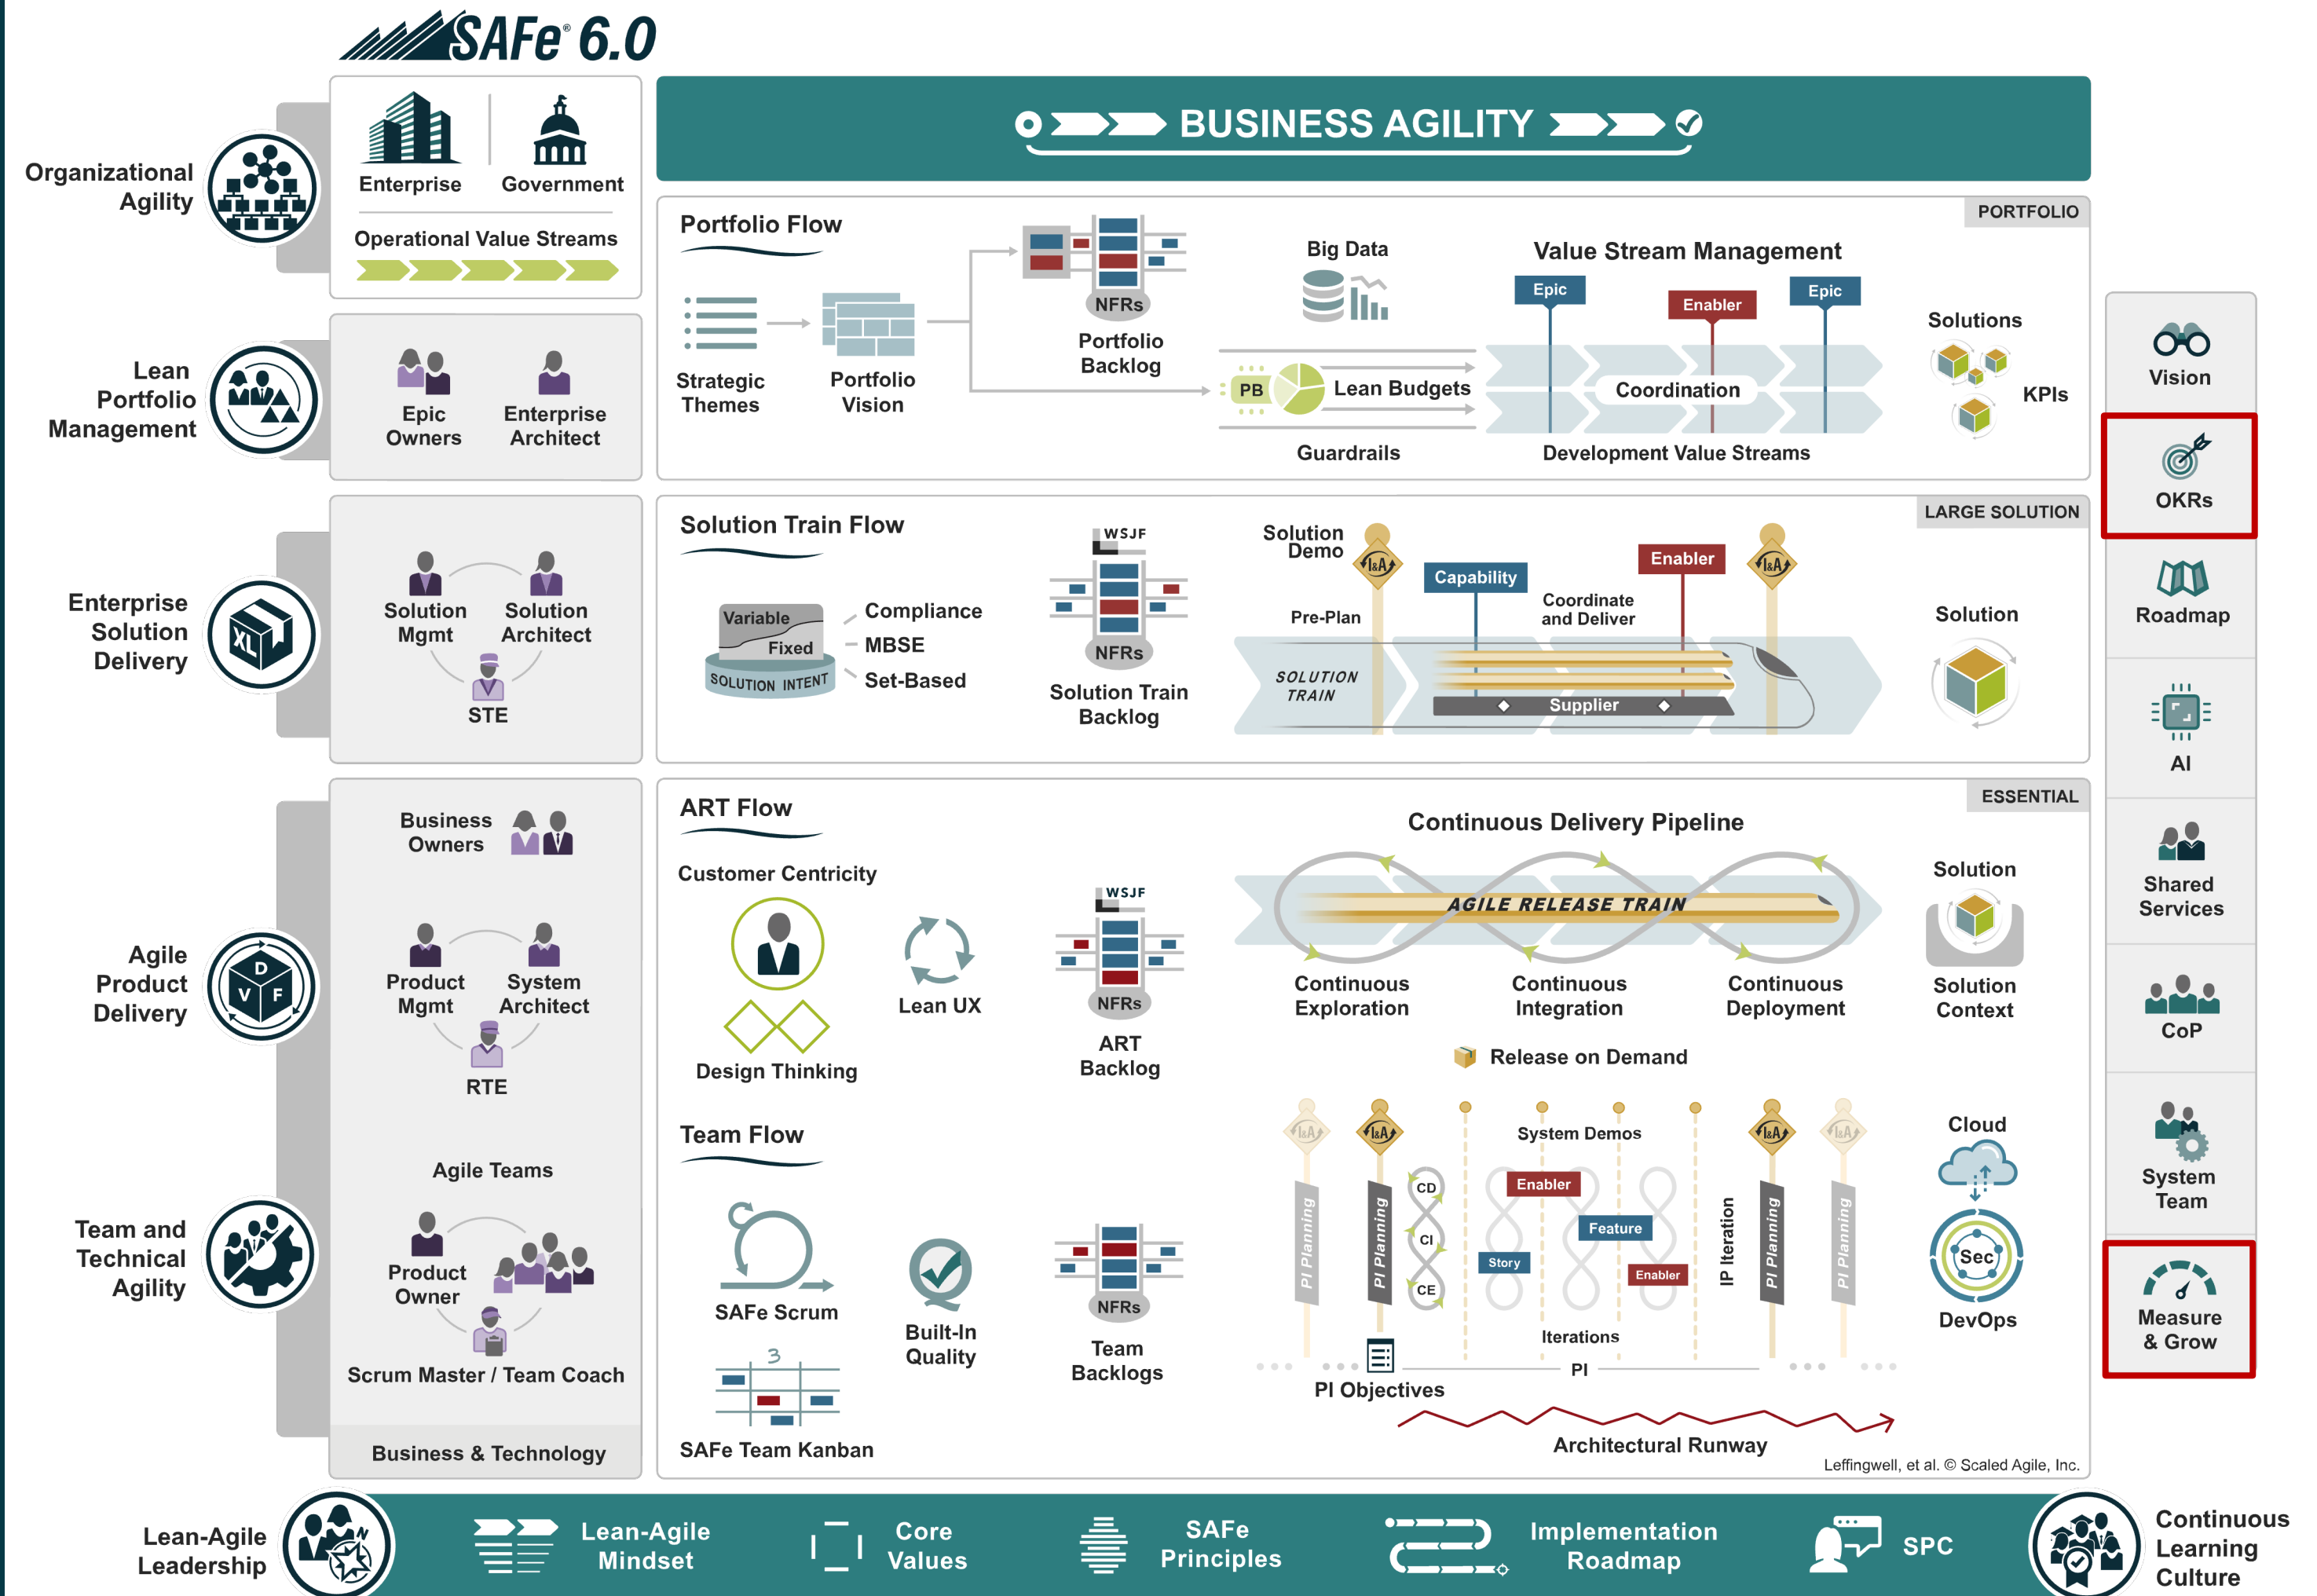 SAFe® 6.0
Organizational
Agility
Enterprise
Government
Operational Value Streams
BUSINESS AGILITY
PORTFOLIO
Portfolio Flow
Strategic
Themes
Portfolio
Vision
NFRs
Portfolio
Backlog
Big Data
PB
Lean Budgets
Guardrails
Value Stream Management
Epic
Enabler
Epic
Coordination
Development Value Streams
Solutions
KPIs
Lean
Portfolio
Management
Epic
Owners
Enterprise
Architect
LARGE SOLUTION
Enterprise
Solution
Delivery
XL
Solution
Mgmt
Solution
Architect
STE
Solution Train Flow
Variable
Fixed
SOLUTION INTENT
Compliance
MBSE
Set-Based
WSJF
NFRs
Solution Train
Backlog
Solution
Demo
I&A
Capability
Enabler
I&A
Pre-Plan
Coordinate
and Deliver
SOLUTION
TRAIN
Supplier
Solution
ESSENTIAL
Agile
Product
Delivery
D
V F
Business
Owners
Product
Mgmt
System
Architect
RTE
ART Flow
Customer Centricity
Lean UX
Design Thinking
WSJF
NFRs
ART
Backlog
Continuous Delivery Pipeline
AGILE RELEASE TRAIN
Continuous
Exploration
Continuous
Integration
Continuous
Deployment
Release on Demand
Solution
Solution
Context
Team and
Technical
Agility
Agile Teams
Product
Owner
Scrum Master / Team Coach
Business & Technology
Team Flow
SAFe Scrum
3
SAFe Team Kanban
Built-In
Quality
NFRs
Team
Backlogs
I&A
I&A
System Demos
I&A
I&A
PI Planning
PI Planning
CD
CI
CE
Enabler
Feature
Story
Enabler
IP Iteration
PI Planning
PI Planning
Iterations
PI
PI Objectives
Architectural Runway
Cloud
Sec
DevOps
Leffingwell, et al. © Scaled Agile, Inc.
Vision
OKRs
Roadmap
AI
Shared
Services
CoP
System
Team
Measure
& Grow
Lean-Agile
Leadership
N
Lean-Agile
Mindset
Core
Values
SAFe
Principles
Implementation
Roadmap
SPC
Continuous
Learning
Culture